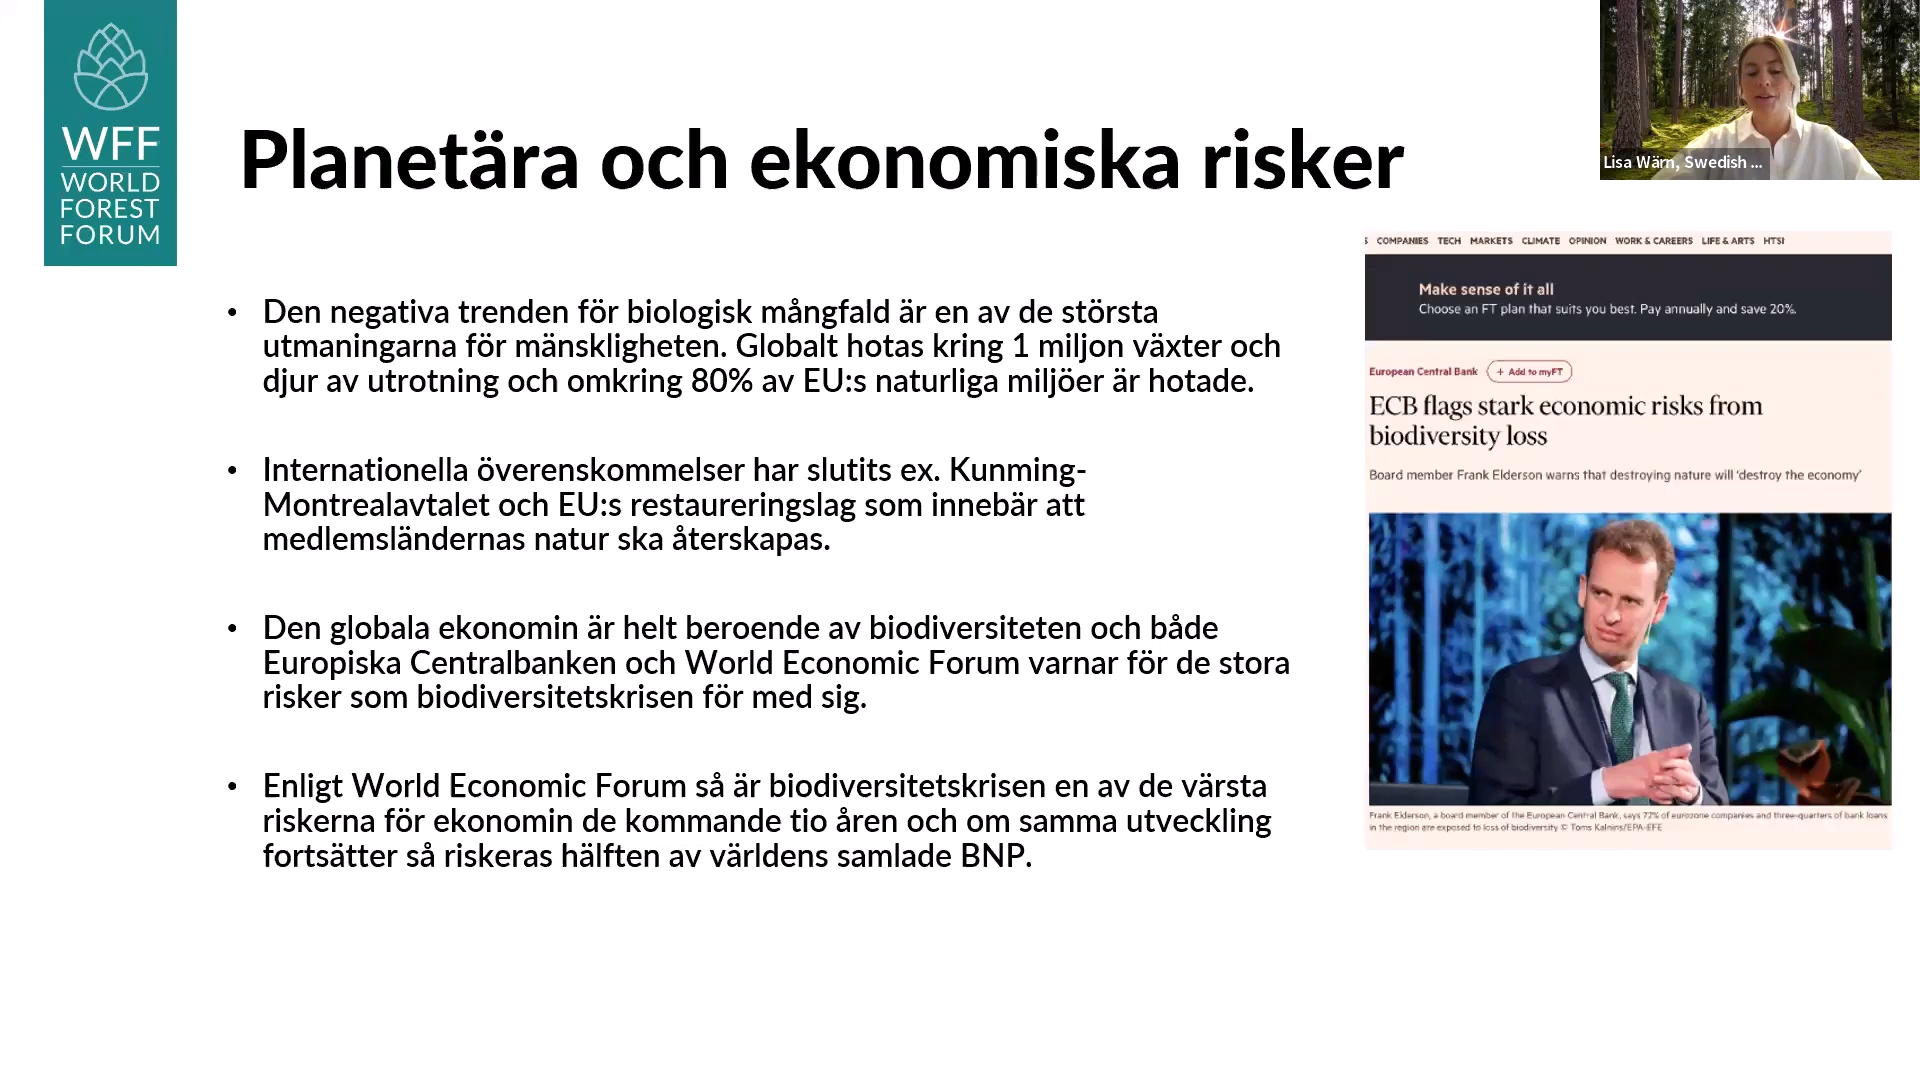 WFF
WORLD
FOREST
FORUM
Planetära och ekonomiska risker
Lisa Wärn, Swedish ...
• Den negativa trenden för biologisk mångfald är en av de största
utmaningarna för mänskligheten. Globalt hotas kring 1 miljon växter och
djur av utrotning och omkring 80% av EU:s naturliga miljöer är hotade.
• Internationella överenskommelser har slutits ex. Kunming-
Montrealavtalet och EU:s restaureringslag som innebär att
medlemsländernas natur ska återskapas.
• Den globala ekonomin är helt beroende av biodiversiteten och både
Europiska Centralbanken och World Economic Forum varnar för de stora
risker som biodiversitetskrisen för med sig.
• Enligt World Economic Forum så är biodiversitetskrisen en av de värsta
riskerna för ekonomin de kommande tio åren och om samma utveckling
fortsätter så riskeras hälften av världens samlade BNP.
S COMPANIES TECH MARKETS CLIMATE OPINION WORK & CAREERS LIFE & ARTS HTSI
Make sense of it all
Choose an FT plan that suits you best. Pay annually and save 20%.
European Central Bank + Add to myFT
ECB flags stark economic risks from
biodiversity loss
Board member Frank Elderson warns that destroying nature will ‘destroy the economy’
Frank Elderson, a board member of the European Central Bank, says 72% of eurozone companies and three-quarters of bank loans
in the region are exposed to loss of biodiversity © Toms Kalnins/EPA-EFE